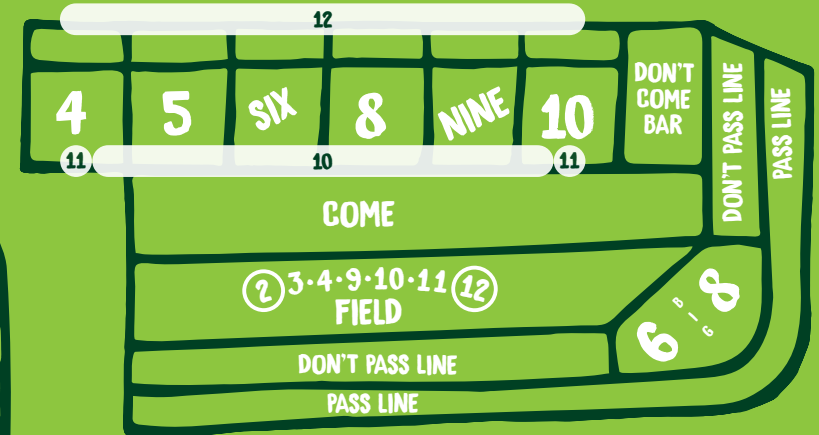 12
4 5 SIX 8 NINE 10
11 10 11
DON'T
COME
BAR
DON'T PASS LINE
PASS LINE
COME
2 3·4·9·10·11 12
FIELD
6 8
BIG
DON'T PASS LINE
PASS LINE